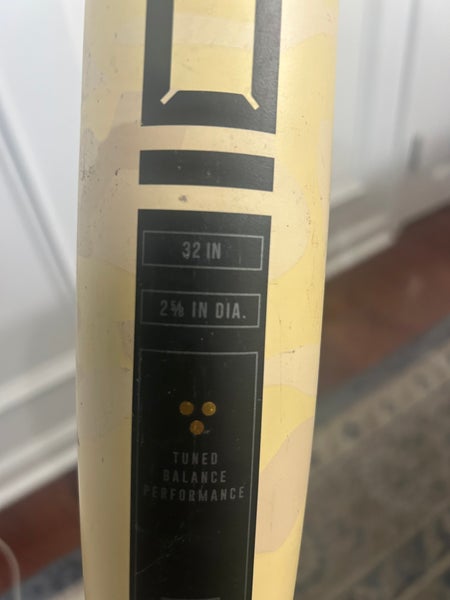 32 IN
2⅝ IN DIA.
TUNED
BALANCE
PERFORMANCE